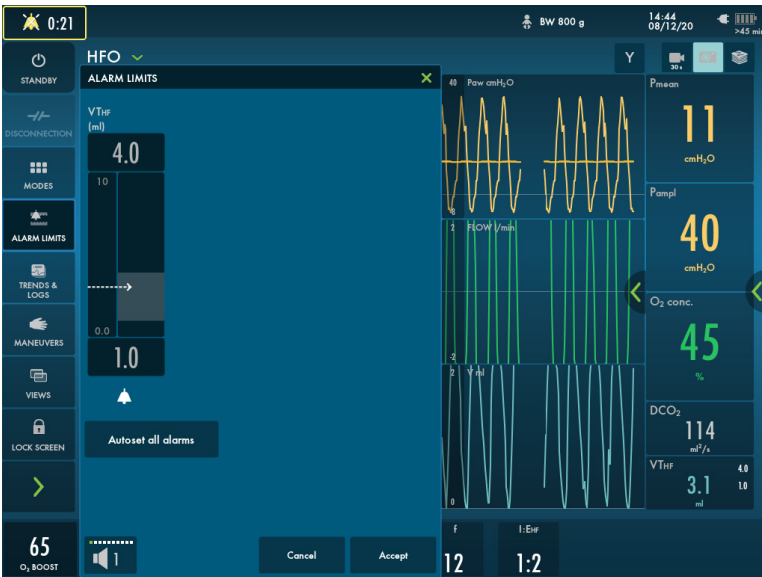 0:21
BW 800 g
14:44
08/12/20
>45 min
STANDBY
HFO
Y
30 s
DISCONNECTION
MODES
ALARM LIMITS
TRENDS &
LOGS
MANEUVERS
VIEWS
LOCK SCREEN
65
O₂ BOOST
ALARM LIMITS
VTHF
(ml)
4.0
10
0.0
1.0
Autoset all alarms
1
Cancel
Accept
40 Paw cmH₂O
-8
2 FLOW l/min
-2
2 V ml
0
f
12
I:EHF
1:2
Pmean
11
cmH₂O
Pampl
40
cmH₂O
O₂ conc.
45
%
DCO₂
114
ml²/s
VTHF
4.0
3.1
1.0
ml